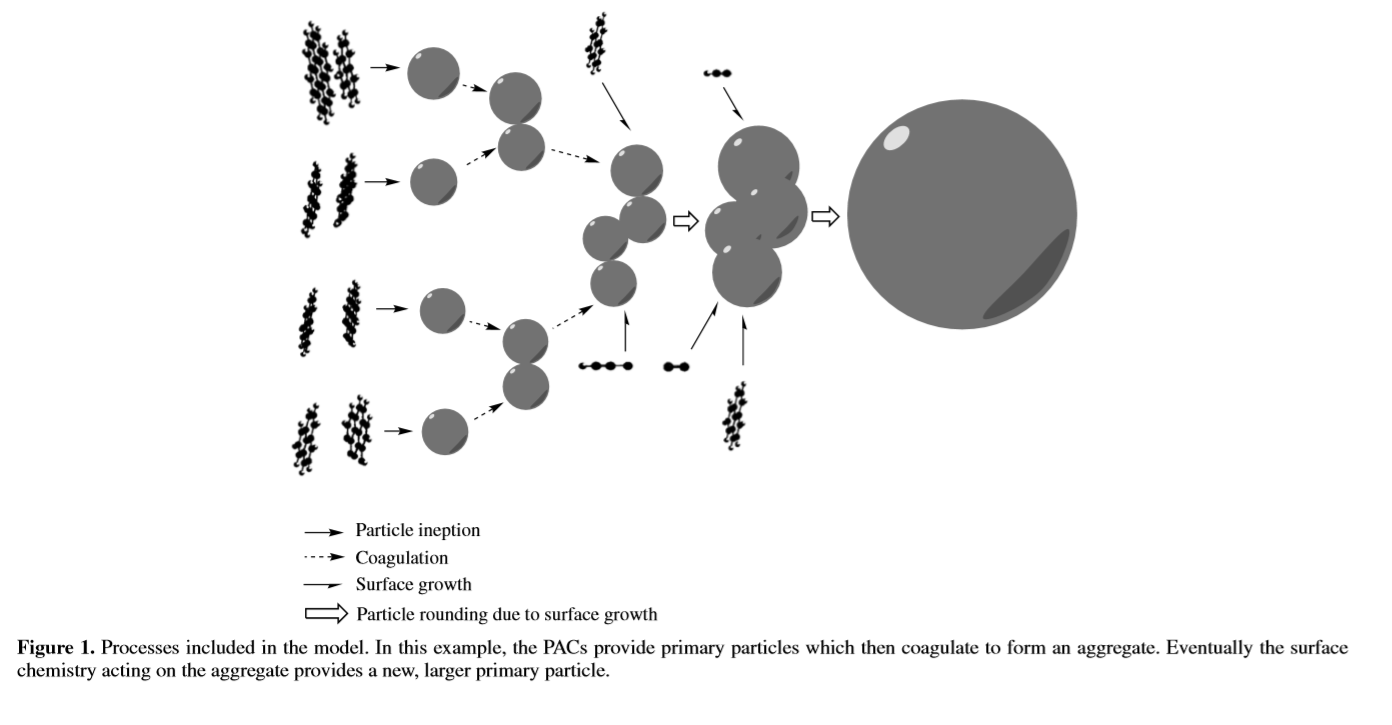 Particle ineption
Coagulation
Surface growth
Particle rounding due to surface growth
Figure 1. Processes included in the model. In this example, the PACs provide primary particles which then coagulate to form an aggregate. Eventually the surface
chemistry acting on the aggregate provides a new, larger primary particle.